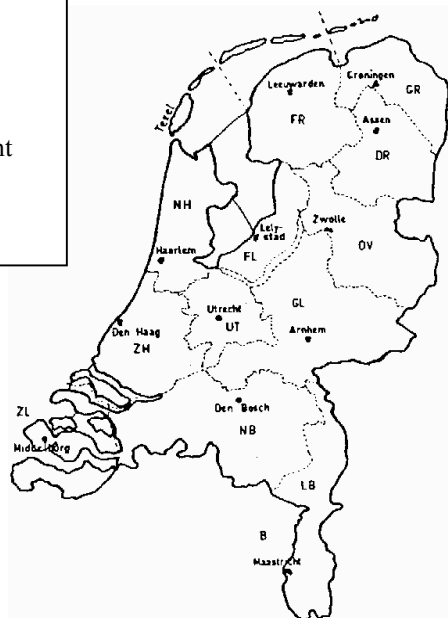 nt
Texel
Leeuwarden
FR
Groningen
GR
Assen
DR
NH
Haarlem
Lely-
stad
FL
Zwolle
OV
Utrecht
UT
GL
Arnhem
Den Haag
ZH
Den Bosch
NB
ZL
Middelburg
LB
B
Maastricht